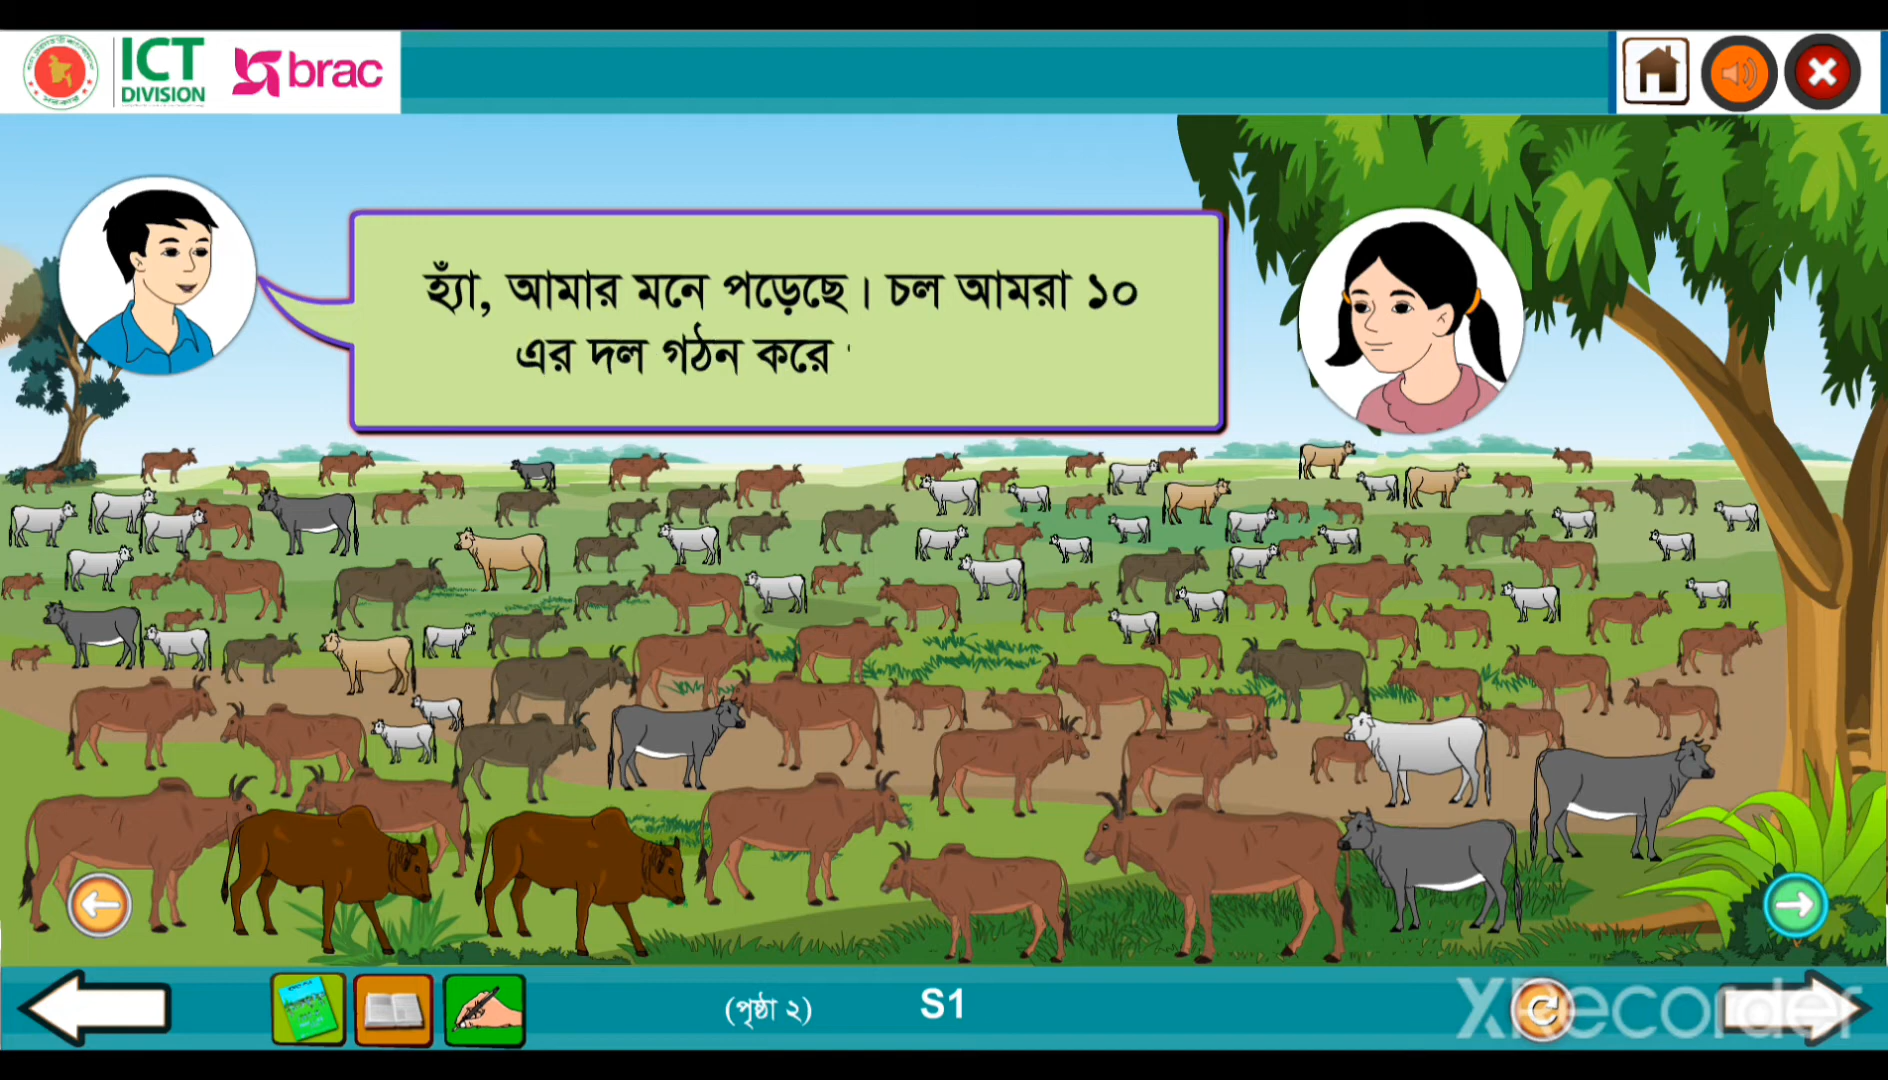 ICT
DIVISION
brac
হ্যাঁ, আমার মনে পড়েছে। চল আমরা ১০
এর দল গঠন করে
(পৃষ্ঠা ২)
S1
XRecorder